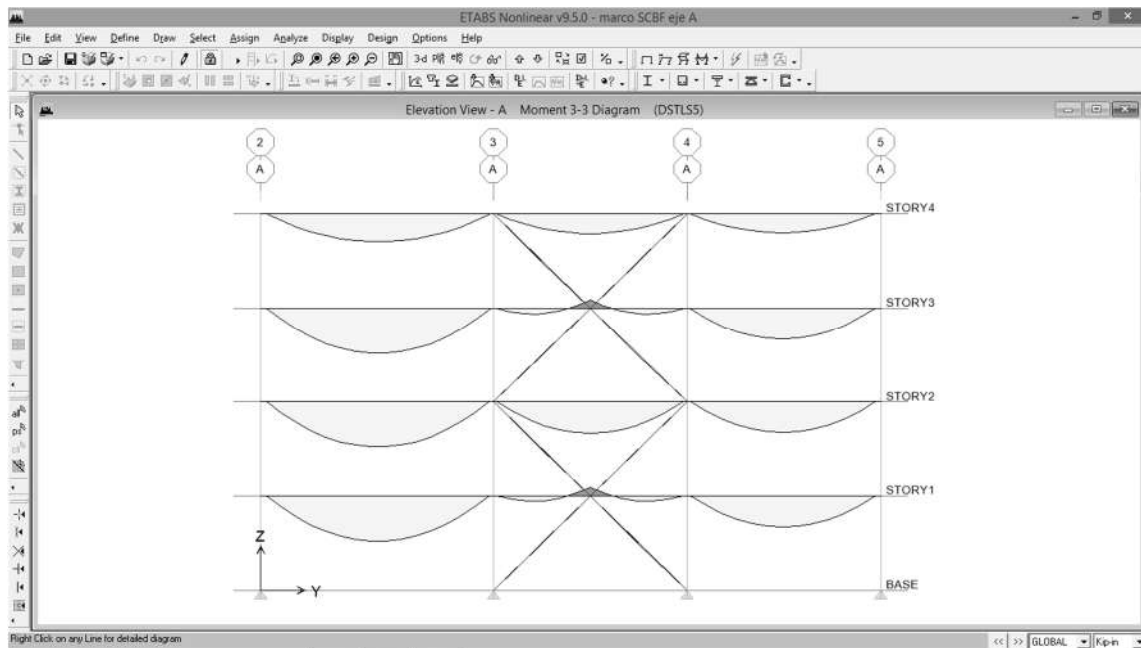 ETABS Nonlinear v9.5.0 - marco SCBF eje A
File Edit View Define Draw Select Assign Analyze Display Design Options Help
3-d
Elevation View - A Moment 3-3 Diagram (DSTLS5)
2 3 4 5
A A A A
STORY4
STORY3
STORY2
STORY1
Z
Y
BASE
Right Click on any Line for detailed diagram
<< >> GLOBAL Kip-in